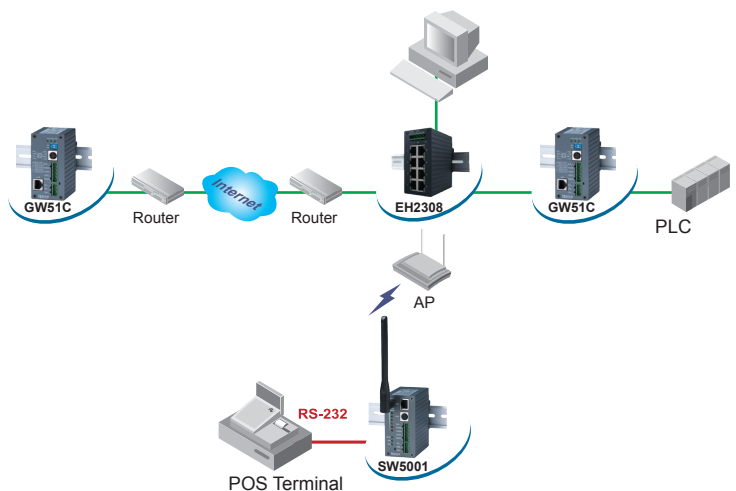 Internet
GW51C
Router
Router
EH2308
GW51C
PLC
AP
RS-232
SW5001
POS Terminal